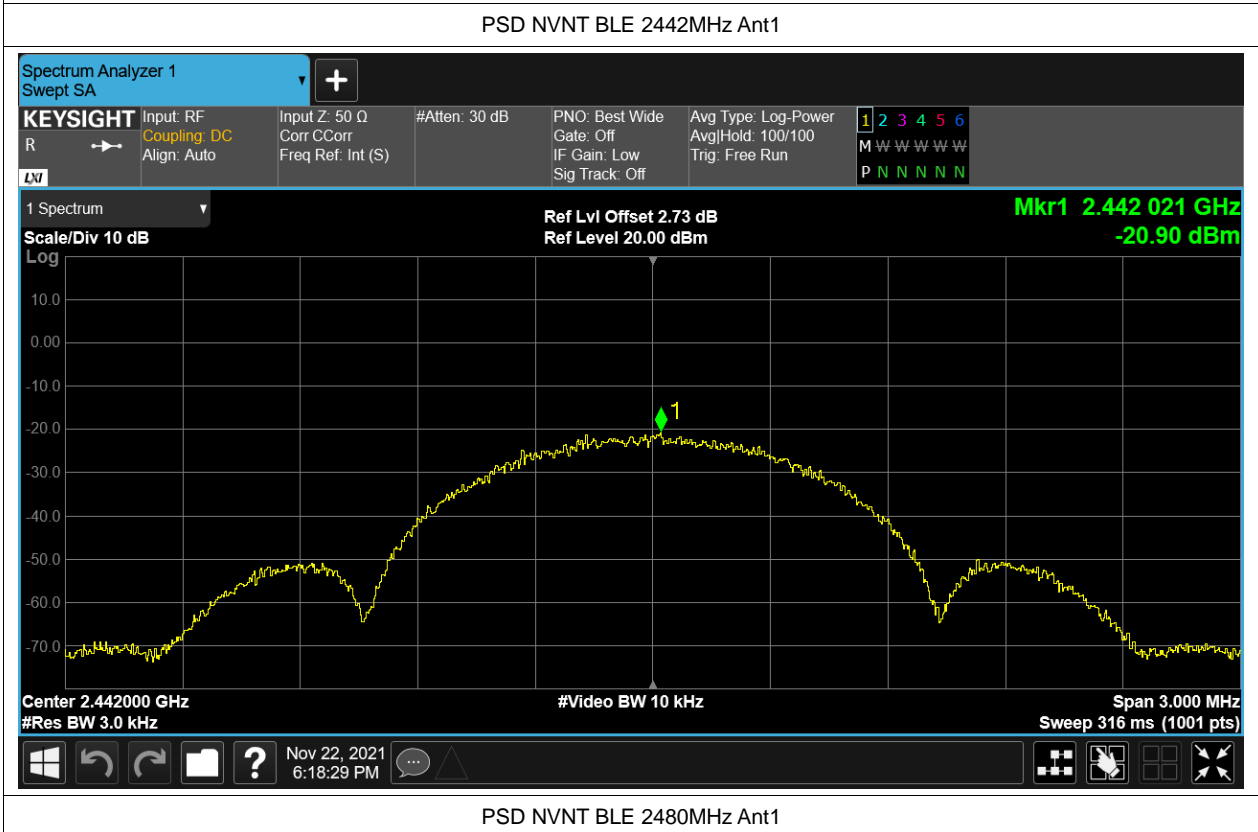 PSD NVNT BLE 2442MHz Ant1
Spectrum Analyzer 1
Swept SA
KEYSIGHT
R
LXI
Input: RF
Coupling: DC
Align: Auto
Input Z: 50 Ω
Corr CCorr
Freq Ref: Int (S)
#Atten: 30 dB
PNO: Best Wide
Gate: Off
IF Gain: Low
Sig Track: Off
Avg Type: Log-Power
Avg|Hold: 100/100
Trig: Free Run
1 2 3 4 5 6
M W W W W W W
P N N N N N N
1 Spectrum
Scale/Div 10 dB
Log
Ref Lvl Offset 2.73 dB
Ref Level 20.00 dBm
Mkr1 2.442 021 GHz
-20.90 dBm
10.0
0.00
-10.0
1
-20.0
-30.0
-40.0
-50.0
-60.0
-70.0
Center 2.442000 GHz
#Res BW 3.0 kHz
#Video BW 10 kHz
Span 3.000 MHz
Sweep 316 ms (1001 pts)
?
Nov 22, 2021
6:18:29 PM
PSD NVNT BLE 2480MHz Ant1